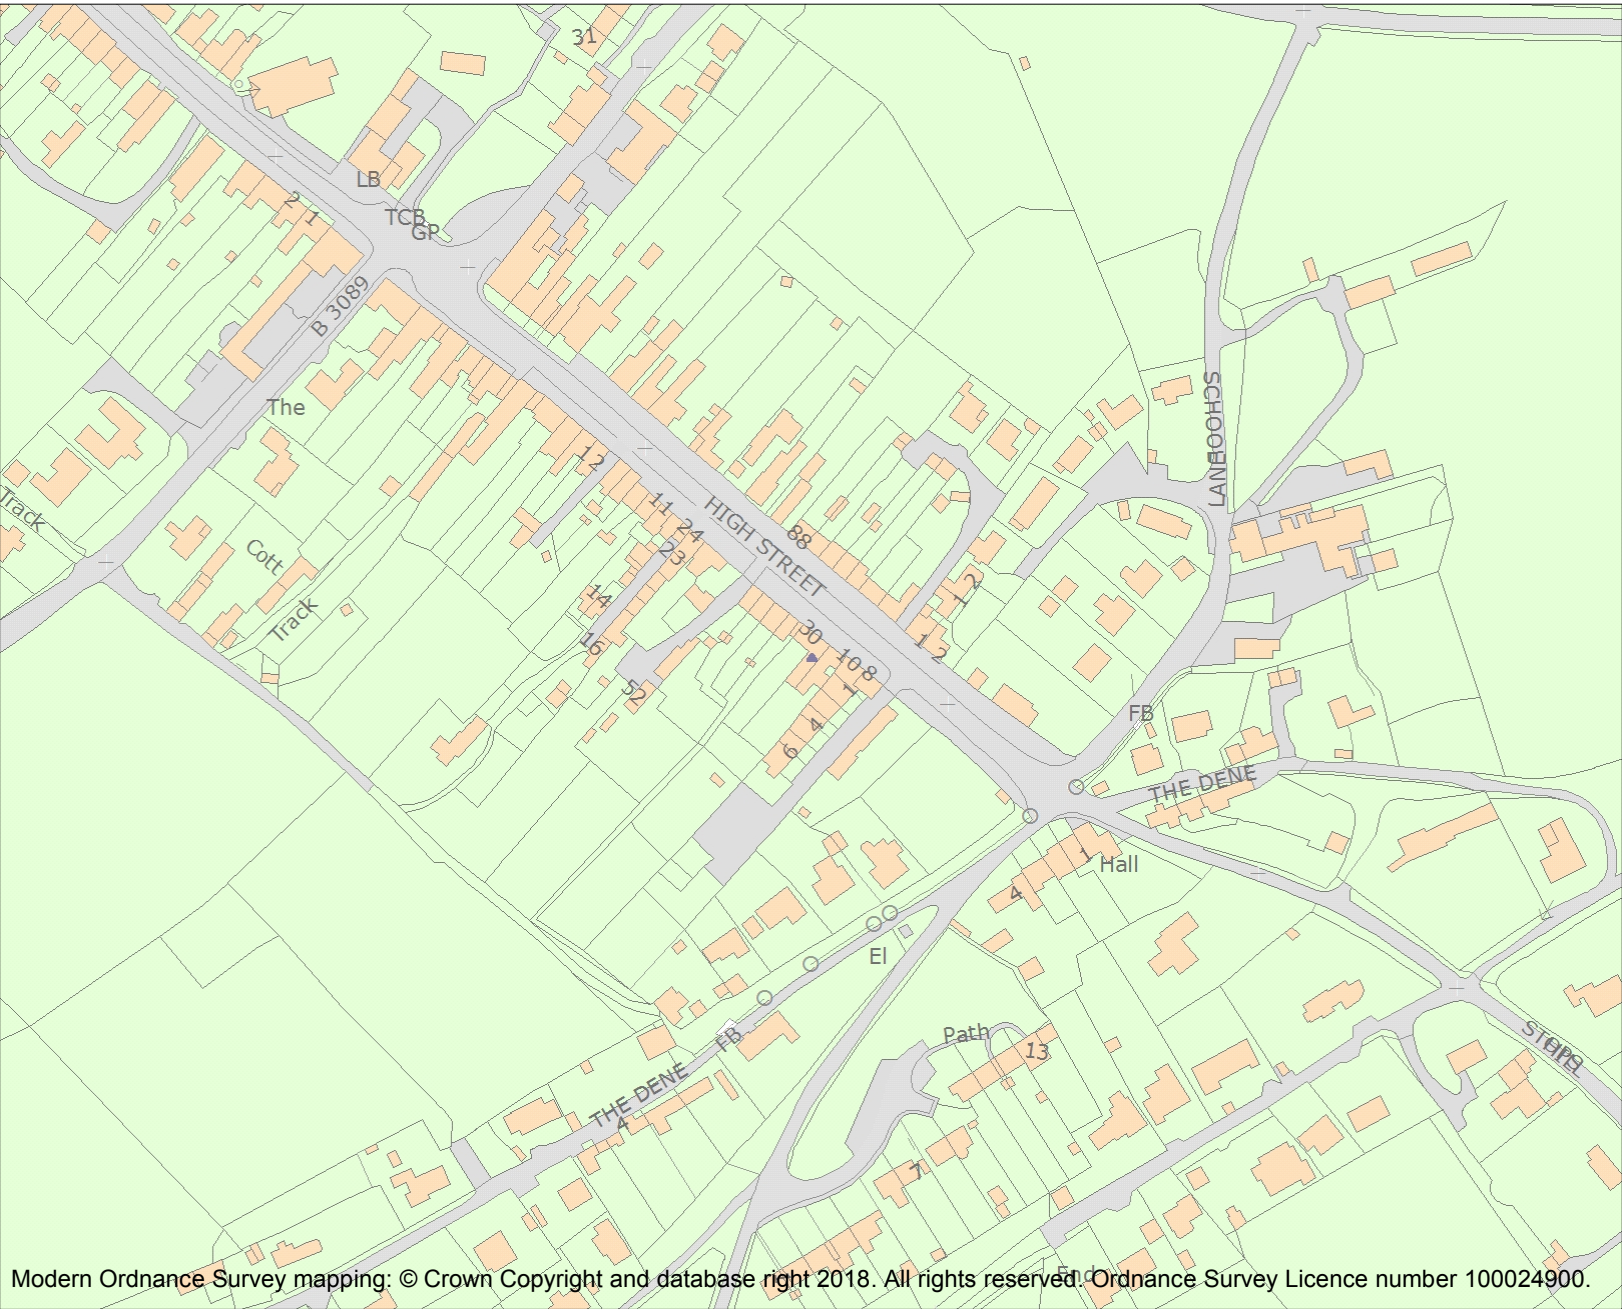 31
LB
TCB
GP
2
1
B 3089
The
SCHOOL LANE
Track
12
11
24
HIGH STREET
88
23
Cott
14
2
1
Track
30
16
1
2
10
8
52
1
FB
4
6
THE DENE
1
Hall
4
El
Path
13
FB
STOPS
HILL
THE DENE
4
7
End
Modern Ordnance Survey mapping: © Crown Copyright and database right 2018. All rights reserved. Ordnance Survey Licence number 100024900.